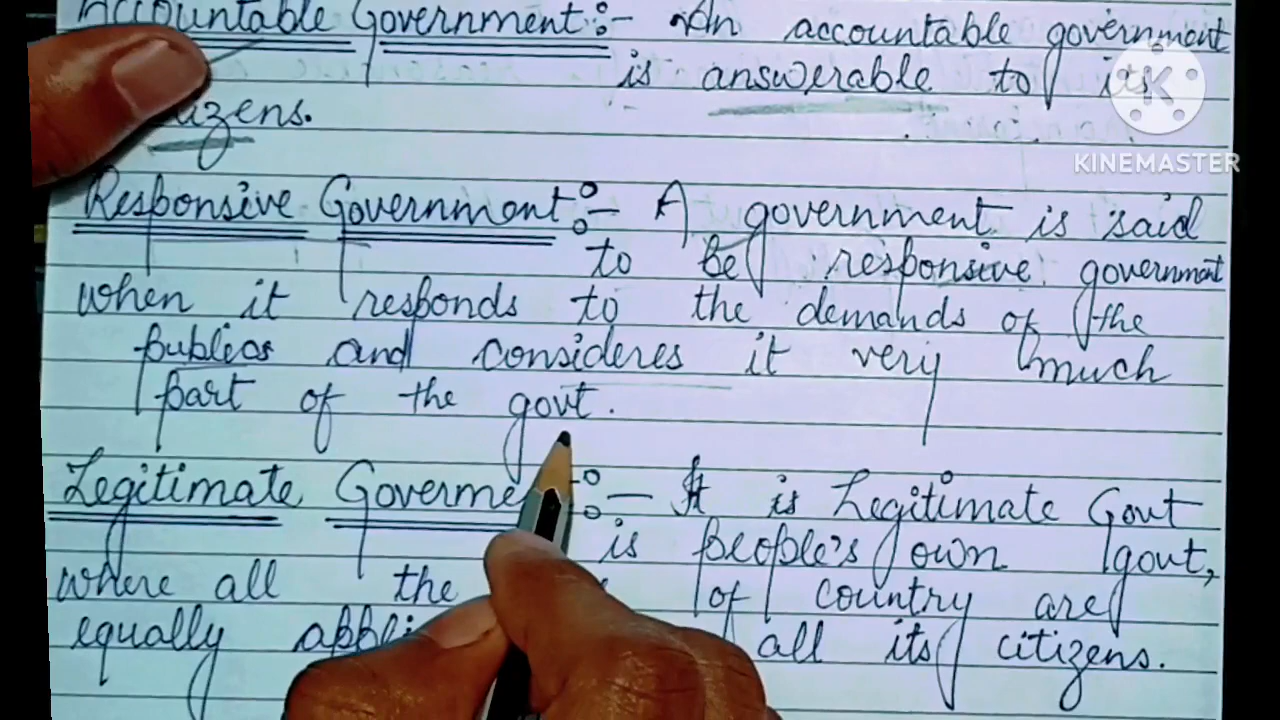 Accountable Government:- An accountable government
is answerable to its
izens.
KINEMASTER
Responsive Government:- A government is said
to be responsive government
when it responds to the demands of the
publics and consideres it very much
part of the govt.
Legitimate Goverme :- It is Legitimate Govt
is people's own govt,
where all the of country are
equally appli all its citizens.